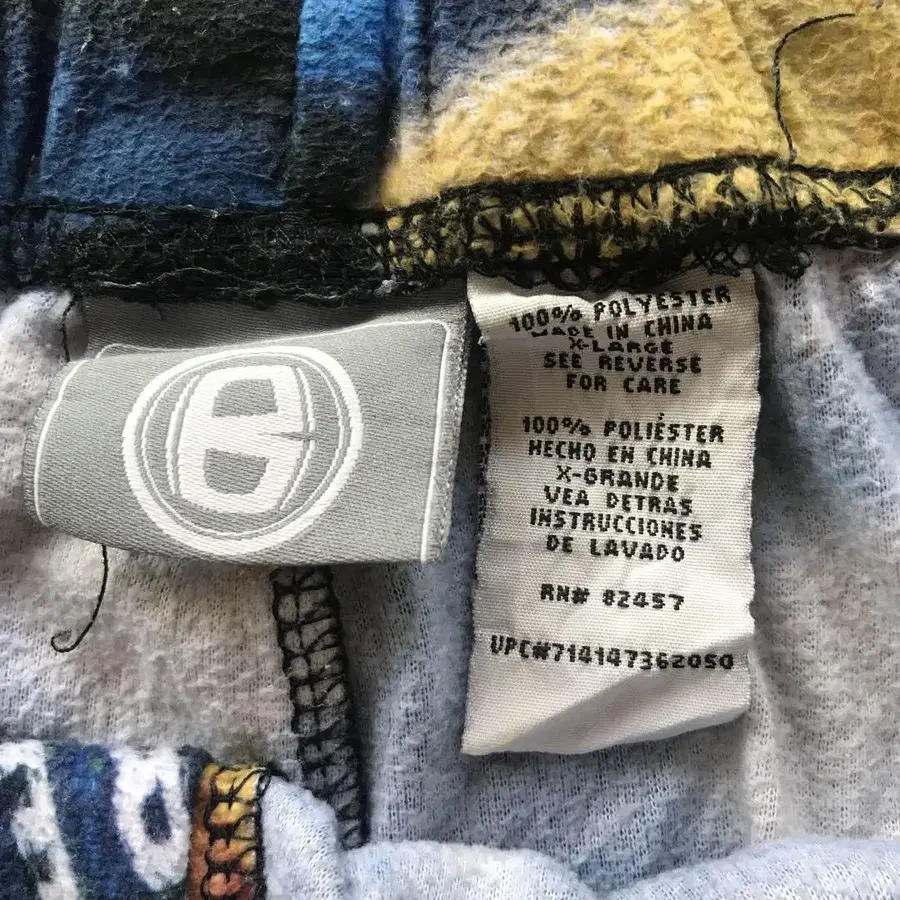 100% POLYESTER
MADE IN CHINA
X-LARGE
SEE REVERSE
FOR CARE
100% POLIÉSTER
HECHO EN CHINA
X-GRANDE
VEA DETRAS
INSTRUCCIONES
DE LAVADO
RN# 82457
UPC#714147362050